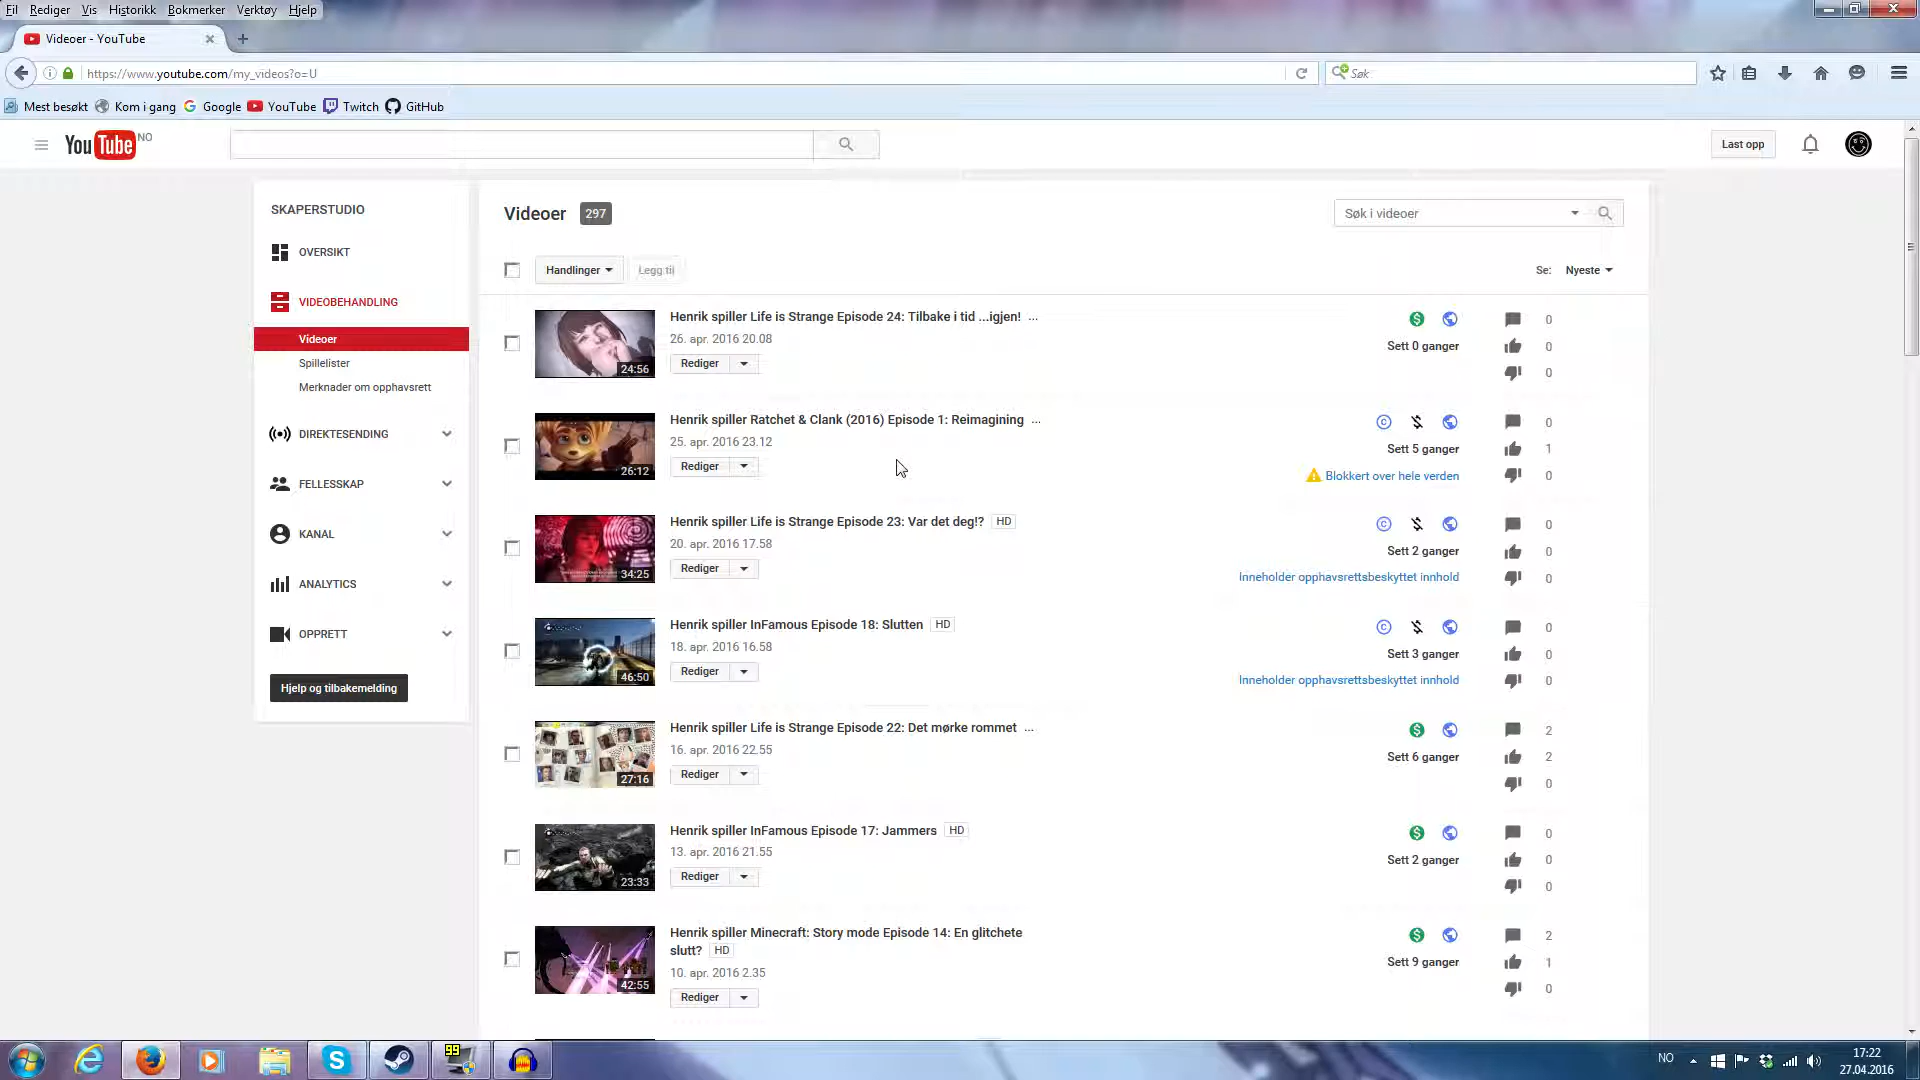 Fil Rediger Vis Historikk Bokmerker Verktøy Hjelp
Videoer - YouTube
https://www.youtube.com/my_videos?o=U
Søk
Mest besøkt Kom i gang Google YouTube Twitch GitHub
YouTube NO
Last opp
SKAPERSTUDIO
OVERSIKT
VIDEOBEHANDLING
Videoer
Spillelister
Merknader om opphavsrett
DIREKTESENDING
FELLESSKAP
KANAL
ANALYTICS
OPPRETT
Hjelp og tilbakemelding
Videoer 297
Søk i videoer
Handlinger Legg til
Se: Nyeste
Henrik spiller Life is Strange Episode 24: Tilbake i tid ...igjen! ...
26. apr. 2016 20.08
Rediger
24:56
Sett 0 ganger
0
0
0
Henrik spiller Ratchet & Clank (2016) Episode 1: Reimagining ...
25. apr. 2016 23.12
Rediger
26:12
Sett 5 ganger
Blokkert over hele verden
0
1
0
Henrik spiller Life is Strange Episode 23: Var det deg!? HD
20. apr. 2016 17.58
Rediger
34:25
Sett 2 ganger
Inneholder opphavsrettsbeskyttet innhold
0
0
0
Henrik spiller InFamous Episode 18: Slutten HD
18. apr. 2016 16.58
Rediger
46:50
Sett 3 ganger
Inneholder opphavsrettsbeskyttet innhold
0
0
0
Henrik spiller Life is Strange Episode 22: Det mørke rommet ...
16. apr. 2016 22.55
Rediger
27:16
Sett 6 ganger
2
2
0
Henrik spiller InFamous Episode 17: Jammers HD
13. apr. 2016 21.55
Rediger
23:33
Sett 2 ganger
0
0
0
Henrik spiller Minecraft: Story mode Episode 14: En glitchete
slutt? HD
10. apr. 2016 2.35
Rediger
42:55
Sett 9 ganger
2
1
0
99
NO
17:22
27.04.2016